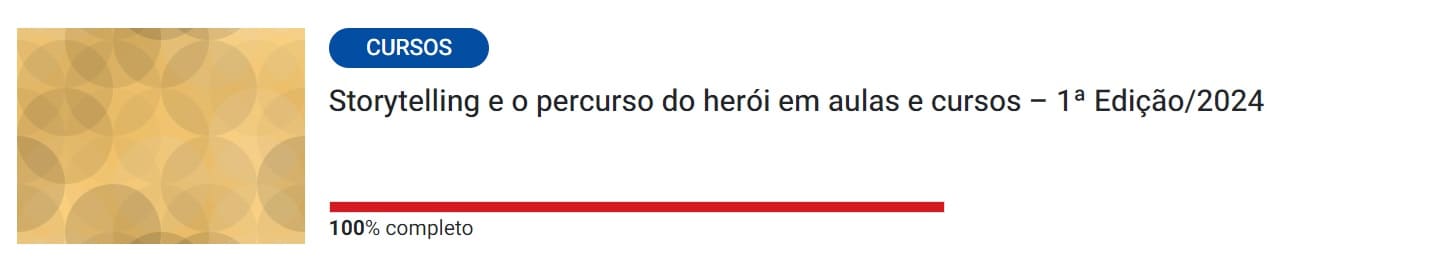 CURSOS
Storytelling e o percurso do herói em aulas e cursos – 1ª Edição/2024
100% completo